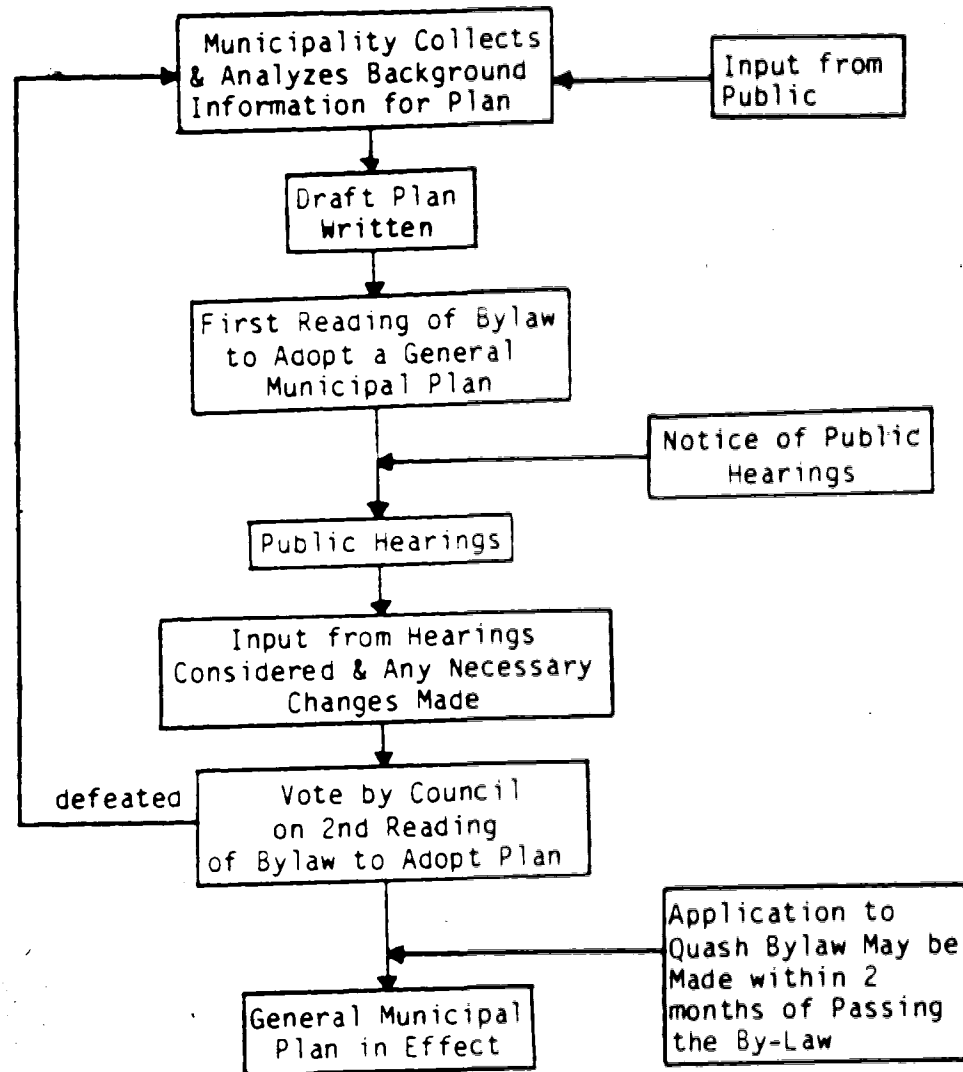 Municipality Collects
& Analyzes Background
Information for Plan
Input from
Public
Draft Plan
Written
First Reading of Bylaw
to Adopt a General
Municipal Plan
Notice of Public
Hearings
Public Hearings
Input from Hearings
Considered & Any Necessary
Changes Made
defeated
Vote by Council
on 2nd Reading
of Bylaw to Adopt Plan
Application to
Quash Bylaw May be
Made within 2
months of Passing
the By-Law
General Municipal
Plan in Effect